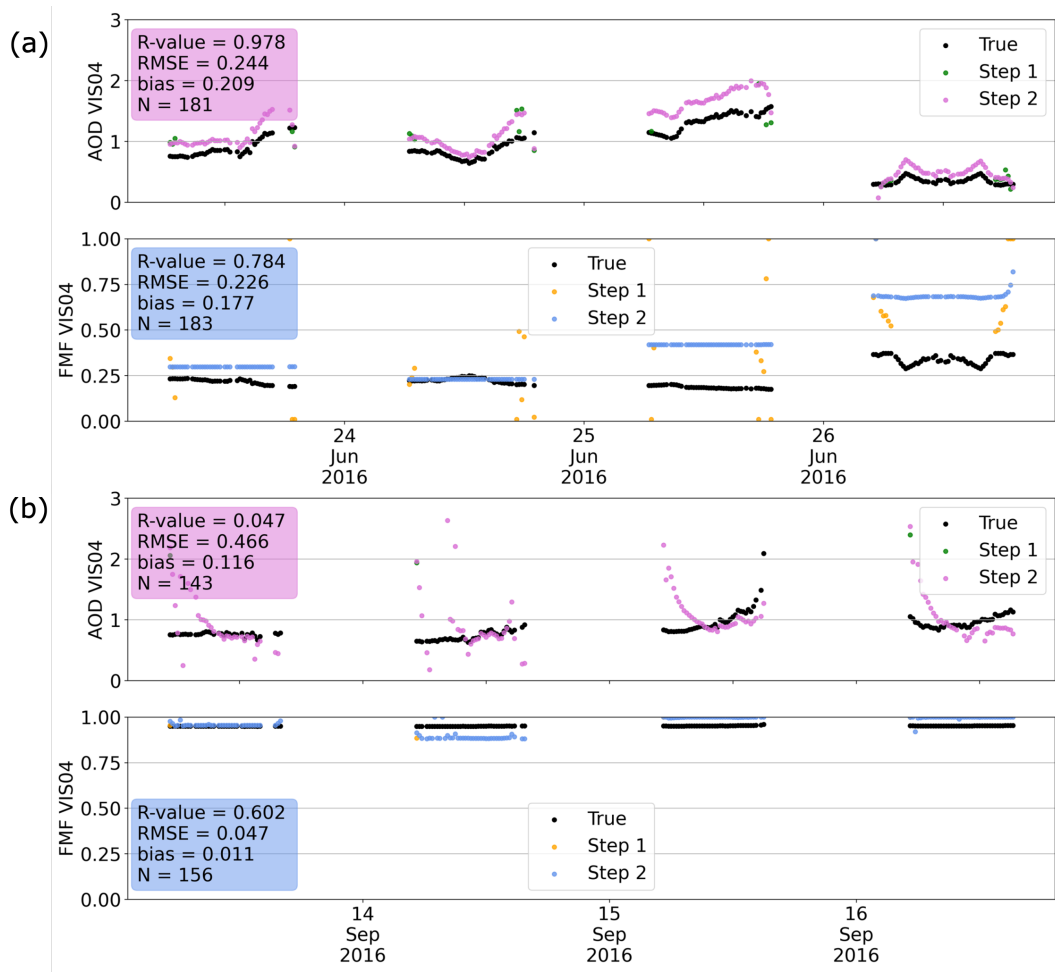 (a)
3
2
1
0
AOD VIS04
R-value = 0.978
RMSE = 0.244
bias = 0.209
N = 181
True
Step 1
Step 2
1.00
0.75
0.50
0.25
0.00
FMF VIS04
R-value = 0.784
RMSE = 0.226
bias = 0.177
N = 183
True
Step 1
Step 2
24
Jun
2016
25
Jun
2016
26
Jun
2016
(b)
3
2
1
0
AOD VIS04
R-value = 0.047
RMSE = 0.466
bias = 0.116
N = 143
True
Step 1
Step 2
1.00
0.75
0.50
0.25
0.00
FMF VIS04
R-value = 0.602
RMSE = 0.047
bias = 0.011
N = 156
True
Step 1
Step 2
14
Sep
2016
15
Sep
2016
16
Sep
2016